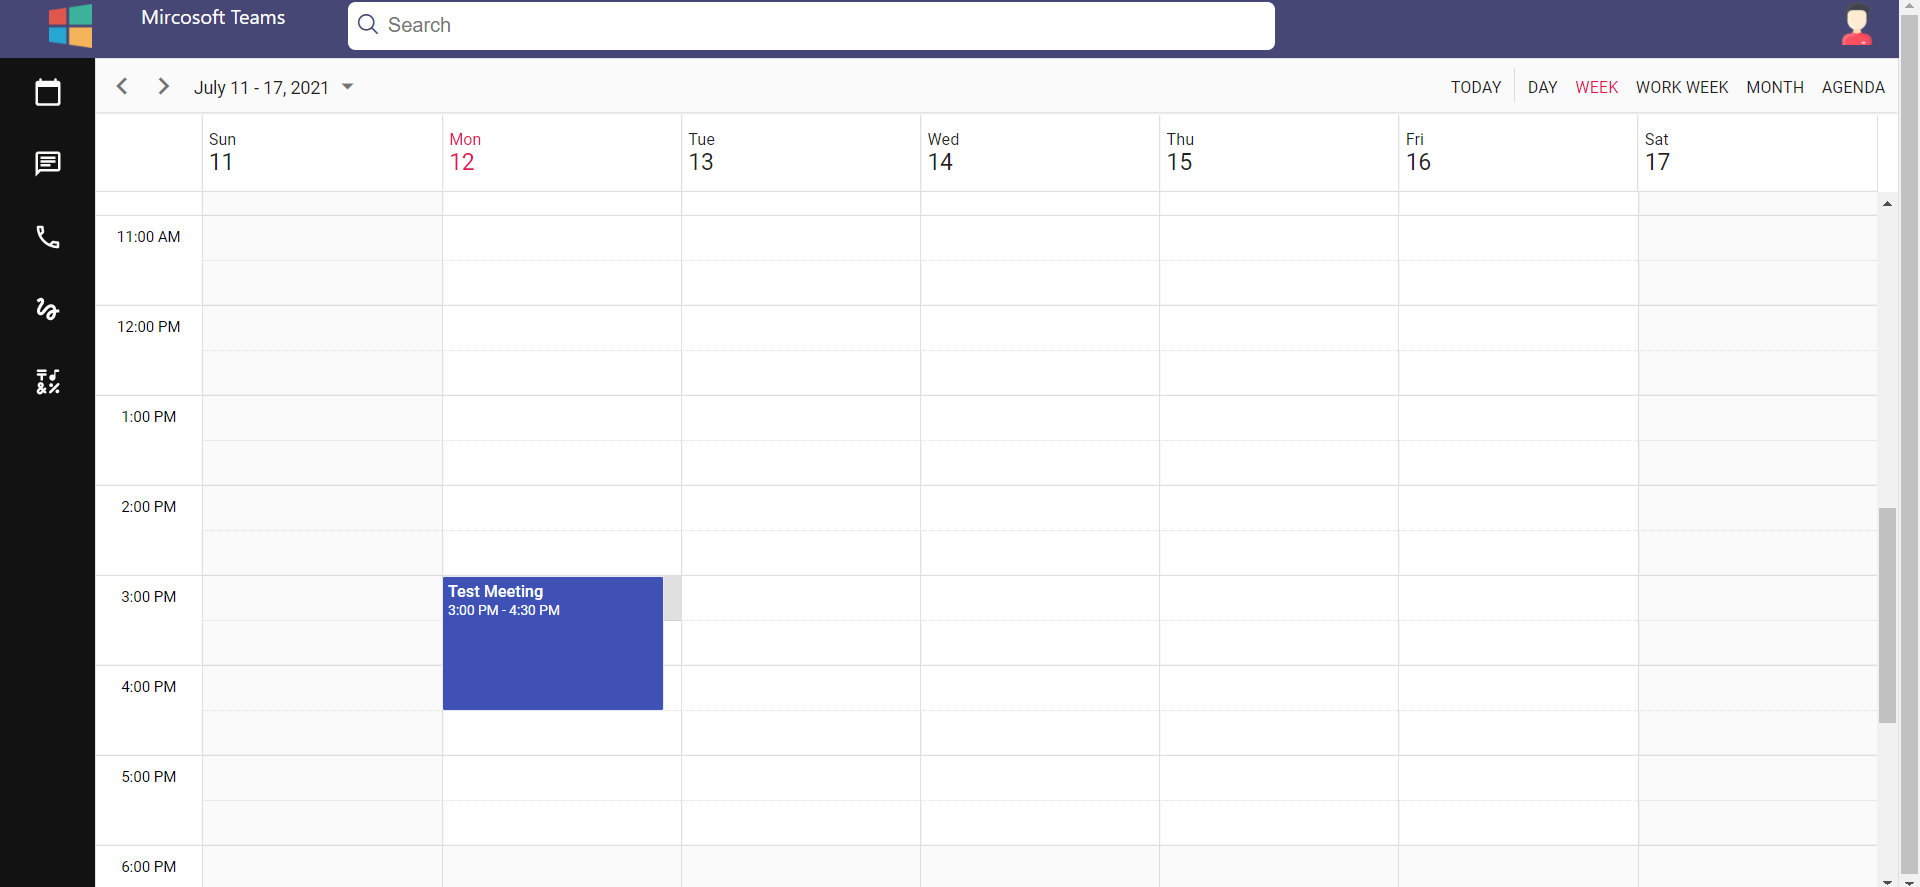 Mircosoft Teams
Search
July 11 - 17, 2021
TODAY DAY WEEK WORK WEEK MONTH AGENDA
Sun Mon Tue Wed Thu Fri Sat
11 12 13 14 15 16 17
11:00 AM
12:00 PM
1:00 PM
2:00 PM
3:00 PM
Test Meeting
3:00 PM - 4:30 PM
4:00 PM
5:00 PM
6:00 PM